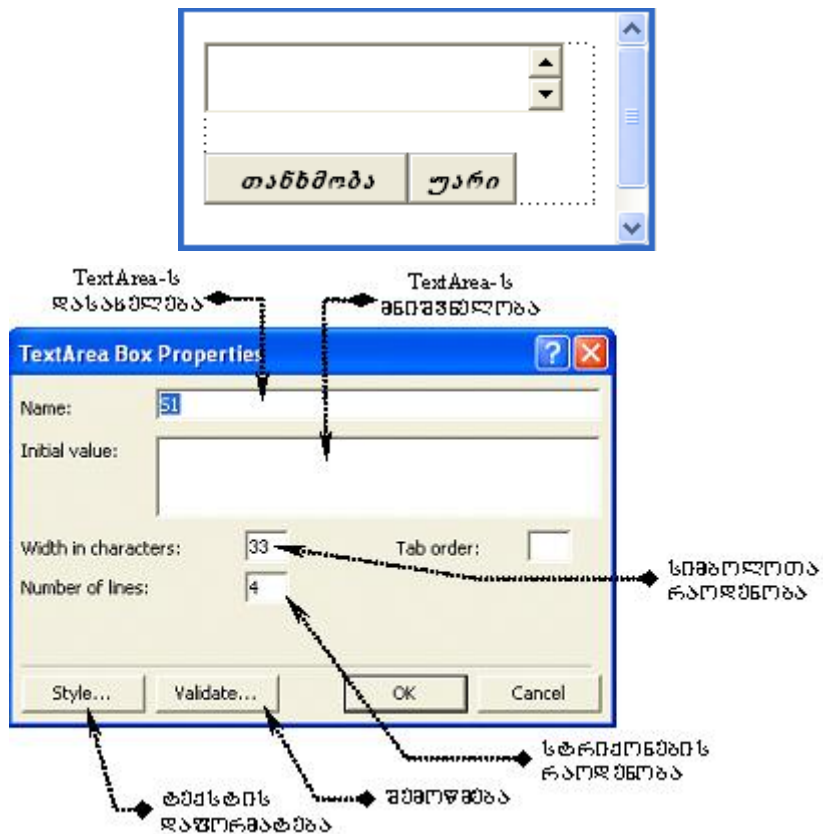 თანხმობა უარი
TextArea-ს
დასახელება
TextArea-ს
მნიშვნელობა
TextArea Box Properties
Name: S1
Initial value:
Width in characters: 33 Tab order:
სიმბოლოთა
რაოდენობა
Number of lines: 4
Style... Validate... OK Cancel
სტრიქონების
რაოდენობა
ტექსტის
დაფორმატება
შემოწმება